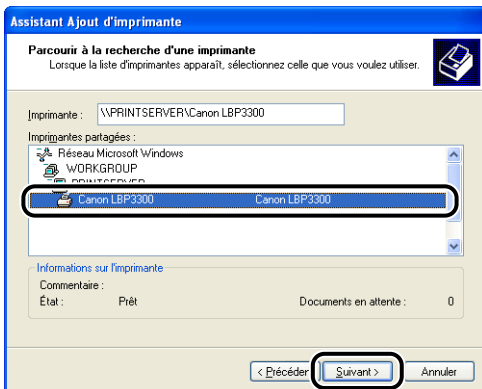 Assistant Ajout d'imprimante
Parcourir à la recherche d'une imprimante
Lorsque la liste d'imprimantes apparaît, sélectionnez celle que vous voulez utiliser.
Imprimante : \\PRINTSERVER\Canon LBP3300
Imprimantes partagées :
Réseau Microsoft Windows
WORKGROUP
PRINTSERVER
Canon LBP3300 Canon LBP3300
Informations sur l'imprimante
Commentaire :
État : Prêt Documents en attente : 0
< Précéder Suivant > Annuler